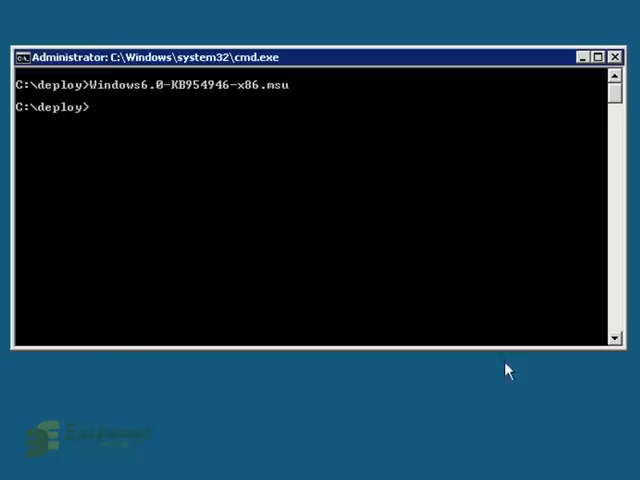 Administrator: C:\Windows\system32\cmd.exe
C:\deploy>Windows6.0-KB954946-x86.msu
C:\deploy>